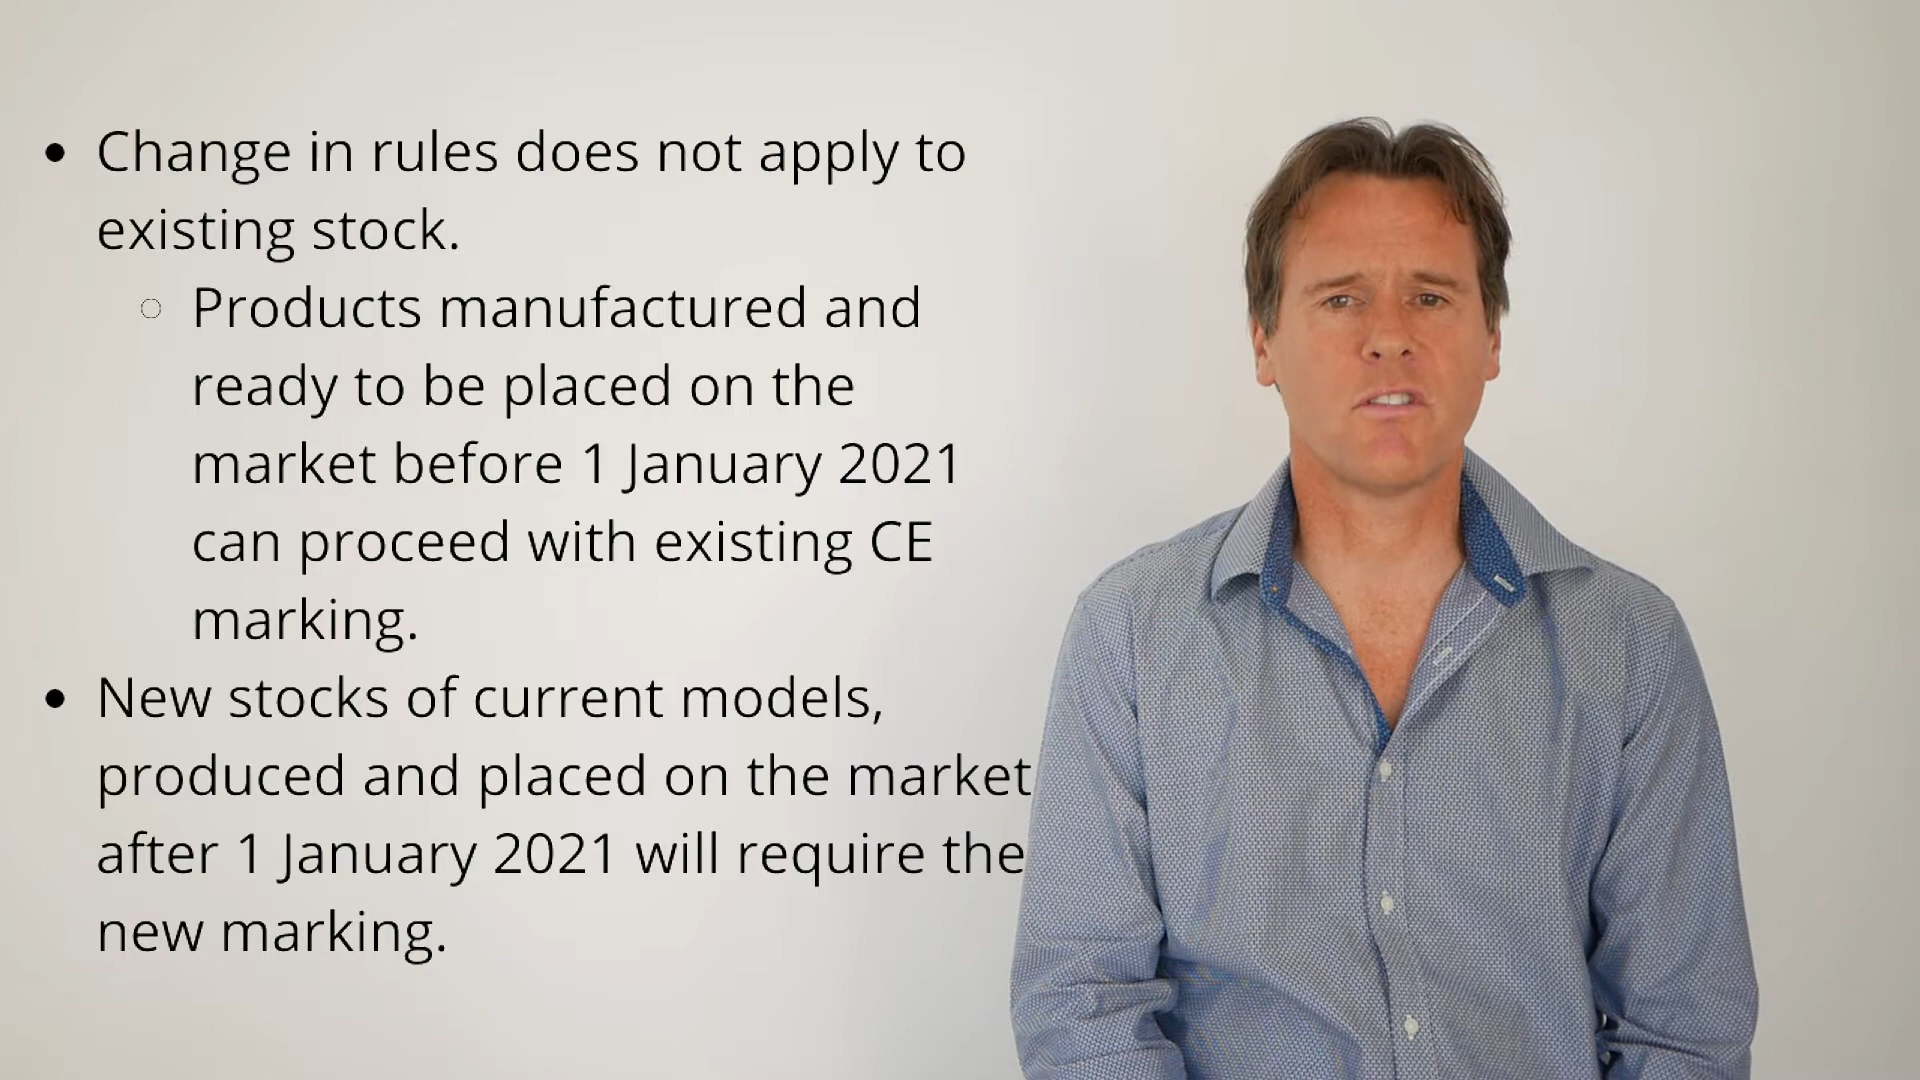 • Change in rules does not apply to
existing stock.
○ Products manufactured and
ready to be placed on the
market before 1 January 2021
can proceed with existing CE
marking.
• New stocks of current models,
produced and placed on the market
after 1 January 2021 will require the
new marking.